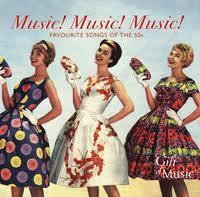 Music! Music! Music!
FAVOURITE SONGS OF THE 50s
Gift
of Music